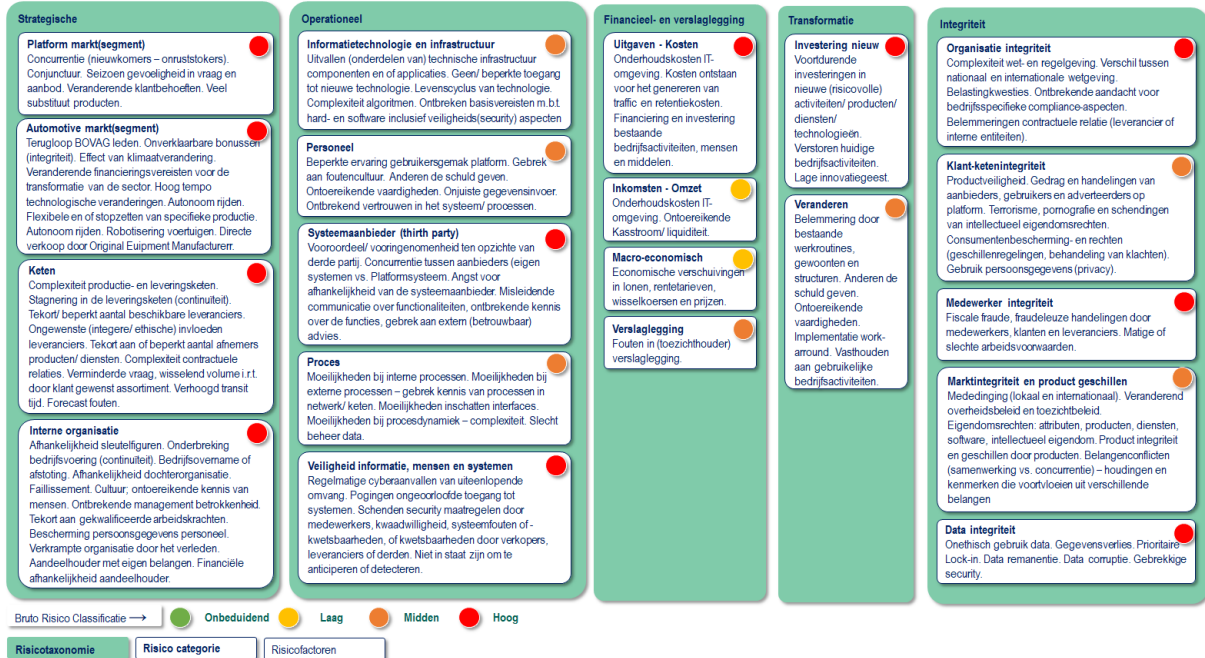 Strategische
Platform markt(segment)
Concurrentie (nieuwkomers – onruststokers).
Conjunctuur. Seizoen gevoeligheid in vraag en
aanbod. Veranderende klantbehoeften. Veel
substituut producten.
Automotive markt(segment)
Terugloop BOVAG leden. Onverklaarbare bonussen
(integriteit). Effect van klimaatverandering.
Veranderende financieringsvereisten voor de
transformatie van de sector. Hoog tempo
technologische veranderingen. Autonoom rijden.
Flexibele en of stopzetten van specifieke productie.
Autonoom rijden. Robotisering voertuigen. Directe
verkoop door Original Euipment Manufacturerr.
Keten
Complexiteit productie- en leveringsketen.
Stagnering in de leveringsketen (continuïteit).
Tekort/ beperkt aantal beschikbare leveranciers.
Ongewenste (integere/ ethische) invloeden
leveranciers. Tekort aan of beperkt aantal afnemers
producten/ diensten. Complexiteit contractuele
relaties. Verminderde vraag, wisselend volume i.r.t.
door klant gewenst assortiment. Verhoogd transit
tijd. Forecast fouten.
Interne organisatie
Afhankelijkheid sleutelfiguren. Onderbreking
bedrijfsvoering (continuïteit). Bedrijfsovername of
afstoting. Afhankelijkheid dochterorganisatie.
Faillissement. Cultuur; ontoereikende kennis van
mensen. Ontbrekende management betrokkenheid.
Tekort aan gekwalificeerde arbeidskrachten.
Bescherming persoonsgegevens personeel.
Verkrampte organisatie door het verleden.
Aandeelhouder met eigen belangen. Financiële
afhankelijkheid aandeelhouder.
Operationeel
Informatietechnologie en infrastructuur
Uitvallen (onderdelen van) technische infrastructuur
componenten en of applicaties. Geen/ beperkte toegang
tot nieuwe technologie. Levenscyclus van technologie.
Complexiteit algoritmen. Ontbreken basisvereisten m.b.t.
hard- en software inclusief veiligheids(security) aspecten
Personeel
Beperkte ervaring gebruikersgemak platform. Gebrek
aan foutencultuur. Anderen de schuld geven.
Ontoereikende vaardigheden. Onjuiste gegevensinvoer.
Ontbrekend vertrouwen in het systeem/ processen.
Systeemaanbieder (thirth party)
Vooroordeel/ vooringenomenheid ten opzichte van
derde partij. Concurrentie tussen aanbieders (eigen
systemen vs. Platformsysteem. Angst voor
afhankelijkheid van de systeemaanbieder. Misleidende
communicatie over functionaliteiten, ontbrekende kennis
over de functies, gebrek aan extern (betrouwbaar)
advies.
Proces
Moeilijkheden bij interne processen. Moeilijkheden bij
externe processen – gebrek kennis van processen in
netwerk/ keten. Moeilijkheden inschatten interfaces.
Moeilijkheden bij procesdynamiek – complexiteit. Slecht
beheer data.
Veiligheid informatie, mensen en systemen
Regelmatige cyberaanvallen van uiteenlopende
omvang. Pogingen ongeoorloofde toegang tot
systemen. Schenden security maatregelen door
medewerkers, kwaadwilligheid, systeemfouten of -
kwetsbaarheden, of kwetsbaarheden door verkopers,
leveranciers of derden. Niet in staat zijn om te
anticiperen of detecteren.
Financieel- en verslaglegging
Uitgaven - Kosten
Onderhoudskosten IT-
omgeving. Kosten ontstaan
voor het genereren van
traffic en retentiekosten.
Financiering en investering
bestaande
bedrijfsactiviteiten, mensen
en middelen.
Inkomsten - Omzet
Onderhoudskosten IT-
omgeving. Ontoereikende
Kasstroom/ liquiditeit.
Macro-economisch
Economische verschuivingen
in lonen, rentetarieven,
wisselkoersen en prijzen.
Verslaglegging
Fouten in (toezichthouder)
verslaglegging.
Transformatie
Investering nieuw
Voortdurende
investeringen in
nieuwe (risicovolle)
activiteiten/ producten/
diensten/
technologieën.
Verstoren huidige
bedrijfsactiviteiten.
Lage innovatiegeest.
Veranderen
Belemmering door
bestaande
werkroutines,
gewoonten en
structuren. Anderen de
schuld geven.
Ontoereikende
vaardigheden.
Implementatie work-
arround. Vasthouden
aan gebruikelijke
bedrijfsactiviteiten.
Integriteit
Organisatie integriteit
Complexiteit wet- en regelgeving. Verschil tussen
nationaal en internationale wetgeving.
Belastingkwesties. Ontbrekende aandacht voor
bedrijfsspecifieke compliance-aspecten.
Belemmeringen contractuele relatie (leverancier of
interne entiteiten).
Klant-ketenintegriteit
Productveiligheid. Gedrag en handelingen van
aanbieders, gebruikers en adverteerders op
platform. Terrorisme, pornografie en schendingen
van intellectueel eigendomsrechten.
Consumentenbescherming- en rechten
(geschillenregelingen, behandeling van klachten).
Gebruik persoonsgegevens (privacy).
Medewerker integriteit
Fiscale fraude, fraudeleuze handelingen door
medewerkers, klanten en leveranciers. Matige of
slechte arbeidsvoorwaarden.
Marktintegriteit en product geschillen
Mededinging (lokaal en internationaal). Veranderend
overheidsbeleid en toezichtbeleid.
Eigendomsrechten: attributen, producten, diensten,
software, intellectueel eigendom. Product integriteit
en geschillen door producten. Belangenconflicten
(samenwerking vs. concurrentie) – houdingen en
kenmerken die voortvloeien uit verschillende
belangen
Data integriteit
Onethisch gebruik data. Gegevensverlies. Prioritaire
Lock-in. Data remanentie. Data corruptie. Gebrekkige
security.
Bruto Risico Classificatie →
Onbeduidend
Laag
Midden
Hoog
Risicotaxonomie
Risico categorie
Risicofactoren